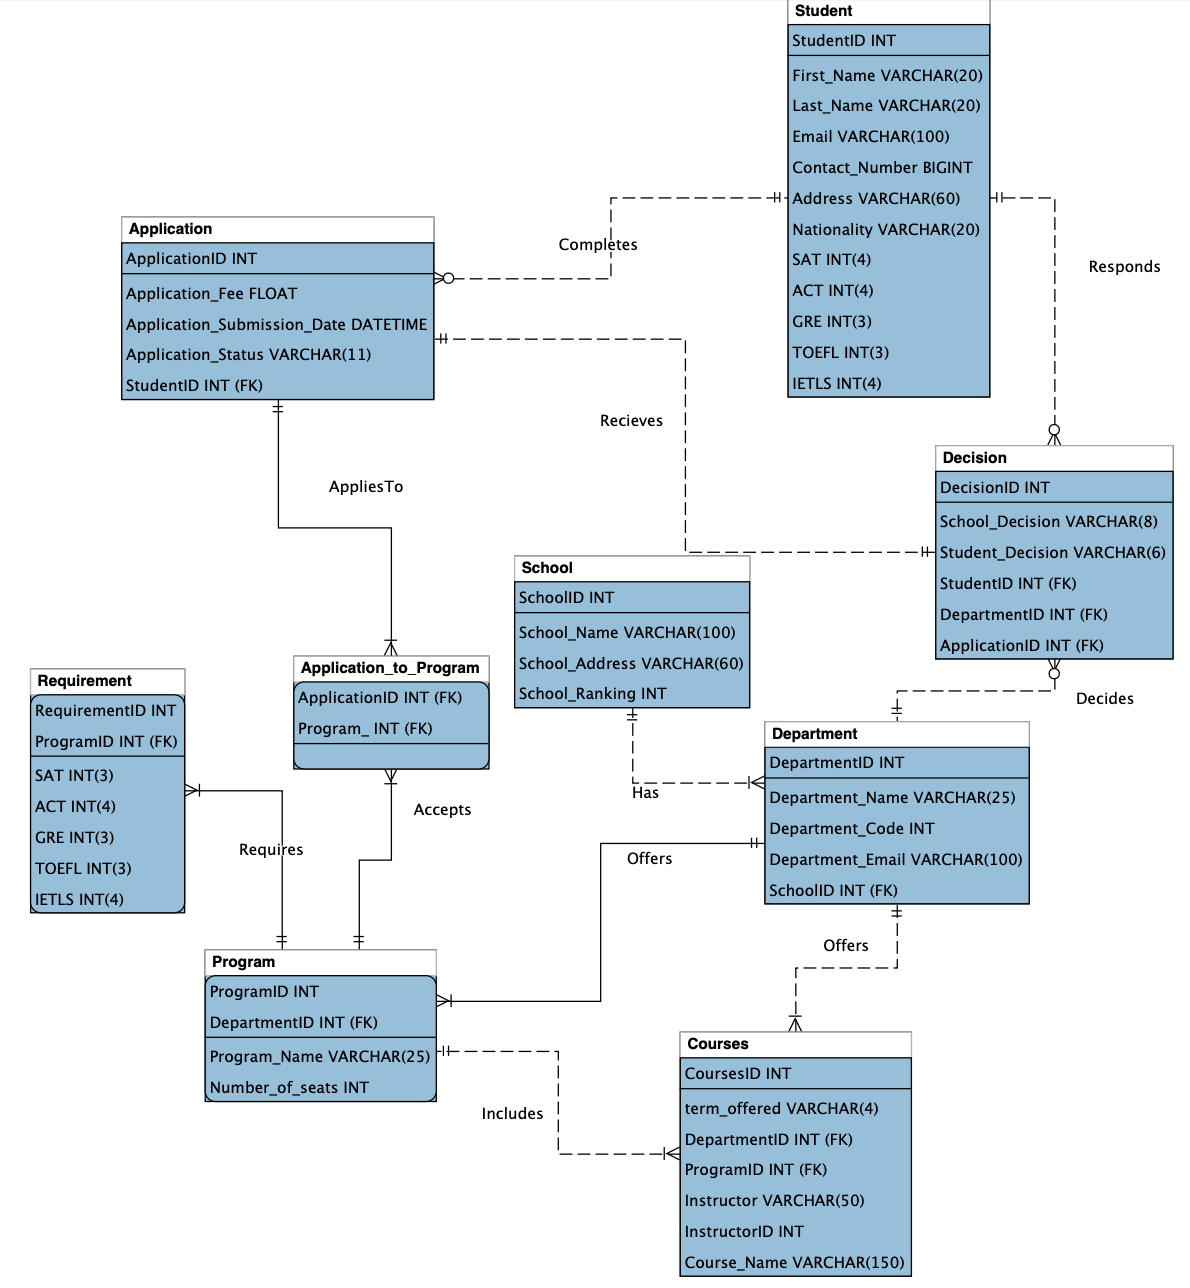 Student
StudentID INT
First_Name VARCHAR(20)
Last_Name VARCHAR(20)
Email VARCHAR(100)
Contact_Number BIGINT
Address VARCHAR(60)
Nationality VARCHAR(20)
SAT INT(4)
ACT INT(4)
GRE INT(3)
TOEFL INT(3)
IETLS INT(4)
Completes
Responds
Application
ApplicationID INT
Application_Fee FLOAT
Application_Submission_Date DATETIME
Application_Status VARCHAR(11)
StudentID INT (FK)
Recieves
AppliesTo
Decision
DecisionID INT
School_Decision VARCHAR(8)
Student_Decision VARCHAR(6)
StudentID INT (FK)
DepartmentID INT (FK)
ApplicationID INT (FK)
Decides
School
SchoolID INT
School_Name VARCHAR(100)
School_Address VARCHAR(60)
School_Ranking INT
Has
Application_to_Program
ApplicationID INT (FK)
Program_ INT (FK)
Accepts
Requirement
RequirementID INT
ProgramID INT (FK)
SAT INT(3)
ACT INT(4)
GRE INT(3)
TOEFL INT(3)
IETLS INT(4)
Requires
Department
DepartmentID INT
Department_Name VARCHAR(25)
Department_Code INT
Department_Email VARCHAR(100)
SchoolID INT (FK)
Offers
Offers
Program
ProgramID INT
DepartmentID INT (FK)
Program_Name VARCHAR(25)
Number_of_seats INT
Includes
Courses
CoursesID INT
term_offered VARCHAR(4)
DepartmentID INT (FK)
ProgramID INT (FK)
Instructor VARCHAR(50)
InstructorID INT
Course_Name VARCHAR(150)